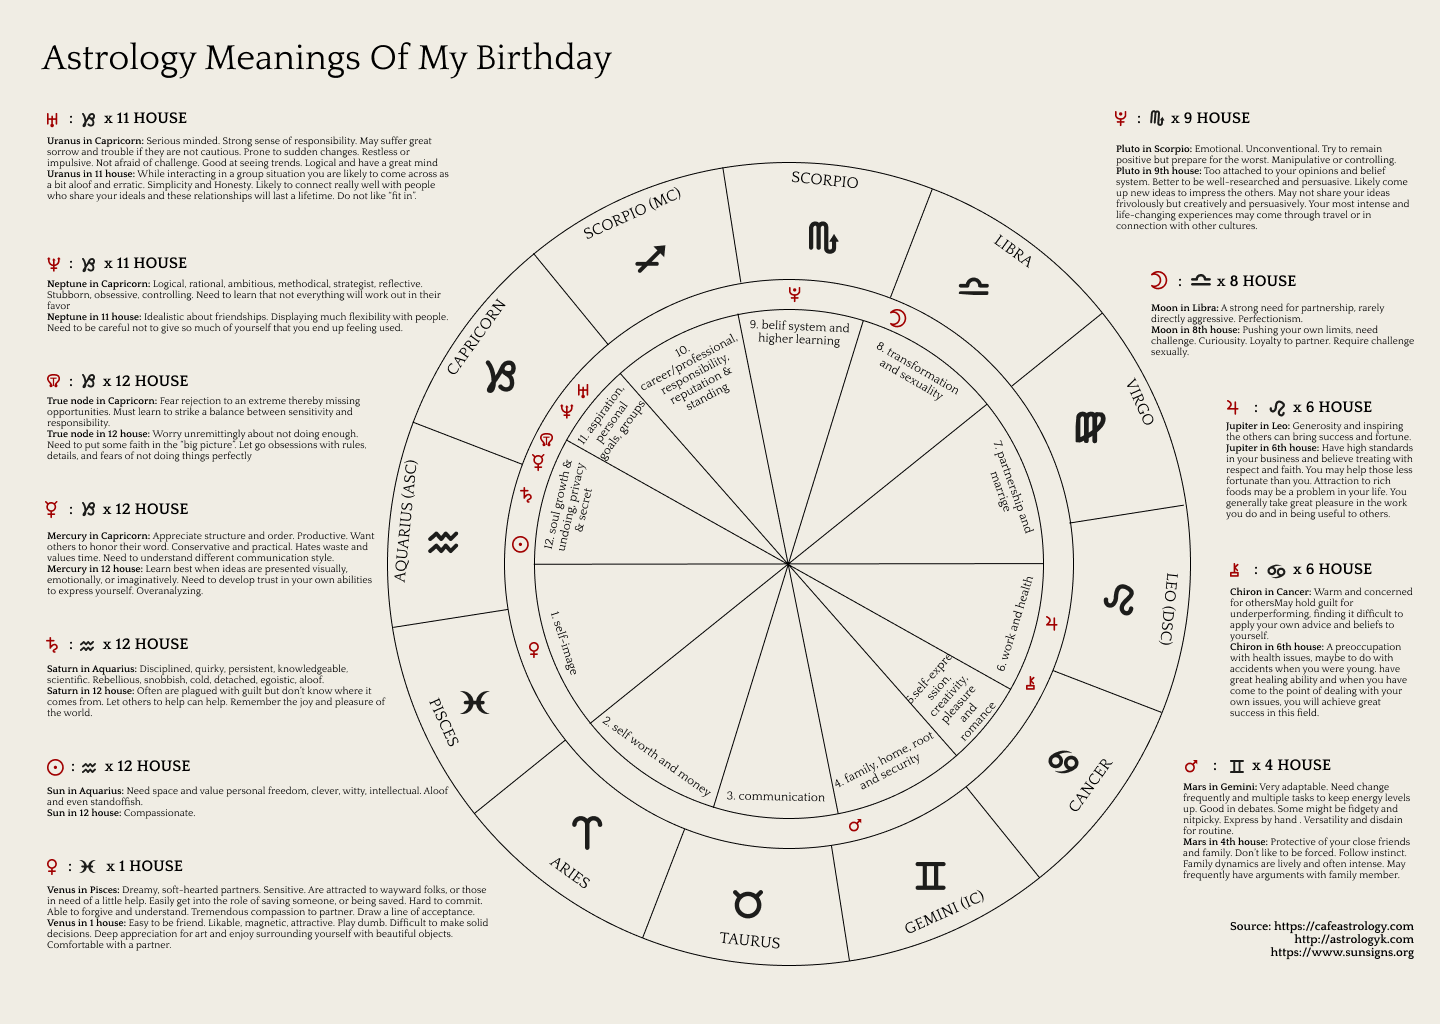 Astrology Meanings Of My Birthday
♅ : ♑ x 11 HOUSE
Uranus in Capricorn: Serious minded. Strong sense of responsibility. May suffer great
sorrow and trouble if they are not cautious. Prone to sudden changes. Restless or
impulsive. Not afraid of challenge. Good at seeing trends. Logical and have a great mind
Uranus in 11 house: While interacting in a group situation you are likely to come across as
a bit aloof and erratic. Simplicity and Honesty. Likely to connect really well with people
who share your ideals and these relationships will last a lifetime. Do not like "fit in".
♆ : ♑ x 11 HOUSE
Neptune in Capricorn: Logical, rational, ambitious, methodical, strategist, reflective.
Stubborn, obsessive, controlling. Need to learn that not everything will work out in their
favor
Neptune in 11 house: Idealistic about friendships. Displaying much flexibility with people.
Need to be careful not to give so much of yourself that you end up feeling used.
☊ : ♑ x 12 HOUSE
True node in Capricorn: Fear rejection to an extreme thereby missing
opportunities. Must learn to strike a balance between sensitivity and
responsibility.
True node in 12 house: Worry unremittingly about not doing enough.
Need to put some faith in the "big picture". Let go obsessions with rules,
details, and fears of not doing things perfectly
☿ : ♑ x 12 HOUSE
Mercury in Capricorn: Appreciate structure and order. Productive. Want
others to honor their word. Conservative and practical. Hates waste and
values time. Need to understand different communication style.
Mercury in 12 house: Learn best when ideas are presented visually,
emotionally, or imaginatively. Need to develop trust in your own abilities
to express yourself. Overanalyzing.
♄ : ♒ x 12 HOUSE
Saturn in Aquarius: Disciplined, quirky, persistent, knowledgeable,
scientific. Rebellious, snobbish, cold, detached, egoistic, aloof.
Saturn in 12 house: Often are plagued with guilt but don't know where it
comes from. Let others to help can help. Remember the joy and pleasure of
the world.
☉ : ♒ x 12 HOUSE
Sun in Aquarius: Need space and value personal freedom, clever, witty, intellectual. Aloof
and even standoffish.
Sun in 12 house: Compassionate.
♀ : ♓ x 1 HOUSE
Venus in Pisces: Dreamy, soft-hearted partners. Sensitive. Are attracted to wayward folks, or those
in need of a little help. Easily get into the role of saving someone, or being saved. Hard to commit.
Able to forgive and understand. Tremendous compassion to partner. Draw a line of acceptance.
Venus in 1 house: Easy to be friend. Likable, magnetic, attractive. Play dumb. Difficult to make solid
decisions. Deep appreciation for art and enjoy surrounding yourself with beautiful objects.
Comfortable with a partner.
SCORPIO (MC)
SCORPIO
LIBRA
VIRGO
LEO (DSC)
CANCER
GEMINI (IC)
TAURUS
ARIES
PISCES
AQUARIUS (ASC)
CAPRICORN
9. belif system and
higher learning
8. transformation
and sexuality
7. partnership and
marrige
6. work and health
5.self-expre
ssion,
creativity,
pleasure
and
romance
4. family, home, root
and security
3. communication
2. self worth and money
1. self-image
12. soul growth &
undoing, privacy
& secret
11. aspiration,
personal
goals, groups
10.
career/professional,
responsibility,
reputation &
standing
♇ : ♏ x 9 HOUSE
Pluto in Scorpio: Emotional. Unconventional. Try to remain
positive but prepare for the worst. Manipulative or controlling.
Pluto in 9th house: Too attached to your opinions and belief
system. Better to be well-researched and persuasive. Likely come
up new ideas to impress the others. May not share your ideas
frivolously but creatively and persuasively. Your most intense and
life-changing experiences may come through travel or in
connection with other cultures.
☽ : ♎ x 8 HOUSE
Moon in Libra: A strong need for partnership, rarely
directly aggressive. Perfectionism.
Moon in 8th house: Pushing your own limits, need
challenge. Curiousity. Loyalty to partner. Require challenge
sexually.
♃ : ♌ x 6 HOUSE
Jupiter in Leo: Generosity and inspiring
the others can bring success and fortune.
Jupiter in 6th house: Have high standards
in your business and believe treating with
respect and faith. You may help those less
fortunate than you. Attraction to rich
foods may be a problem in your life. You
generally take great pleasure in the work
you do and in being useful to others.
⚷ : ♋ x 6 HOUSE
Chiron in Cancer: Warm and concerned
for othersMay hold guilt for
underperforming, finding it difficult to
apply your own advice and beliefs to
yourself.
Chiron in 6th house: A preoccupation
with health issues, maybe to do with
accidents when you were young. have
great healing ability and when you have
come to the point of dealing with your
own issues, you will achieve great
success in this field.
♂ : ♊ x 4 HOUSE
Mars in Gemini: Very adaptable. Need change
frequently and multiple tasks to keep energy levels
up. Good in debates. Some might be fidgety and
nitpicky. Express by hand . Versatility and disdain
for routine.
Mars in 4th house: Protective of your close friends
and family. Don't like to be forced. Follow instinct.
Family dynamics are lively and often intense. May
frequently have arguments with family member.
Source: https://cafeastrology.com
http://astrologyk.com
https://www.sunsigns.org